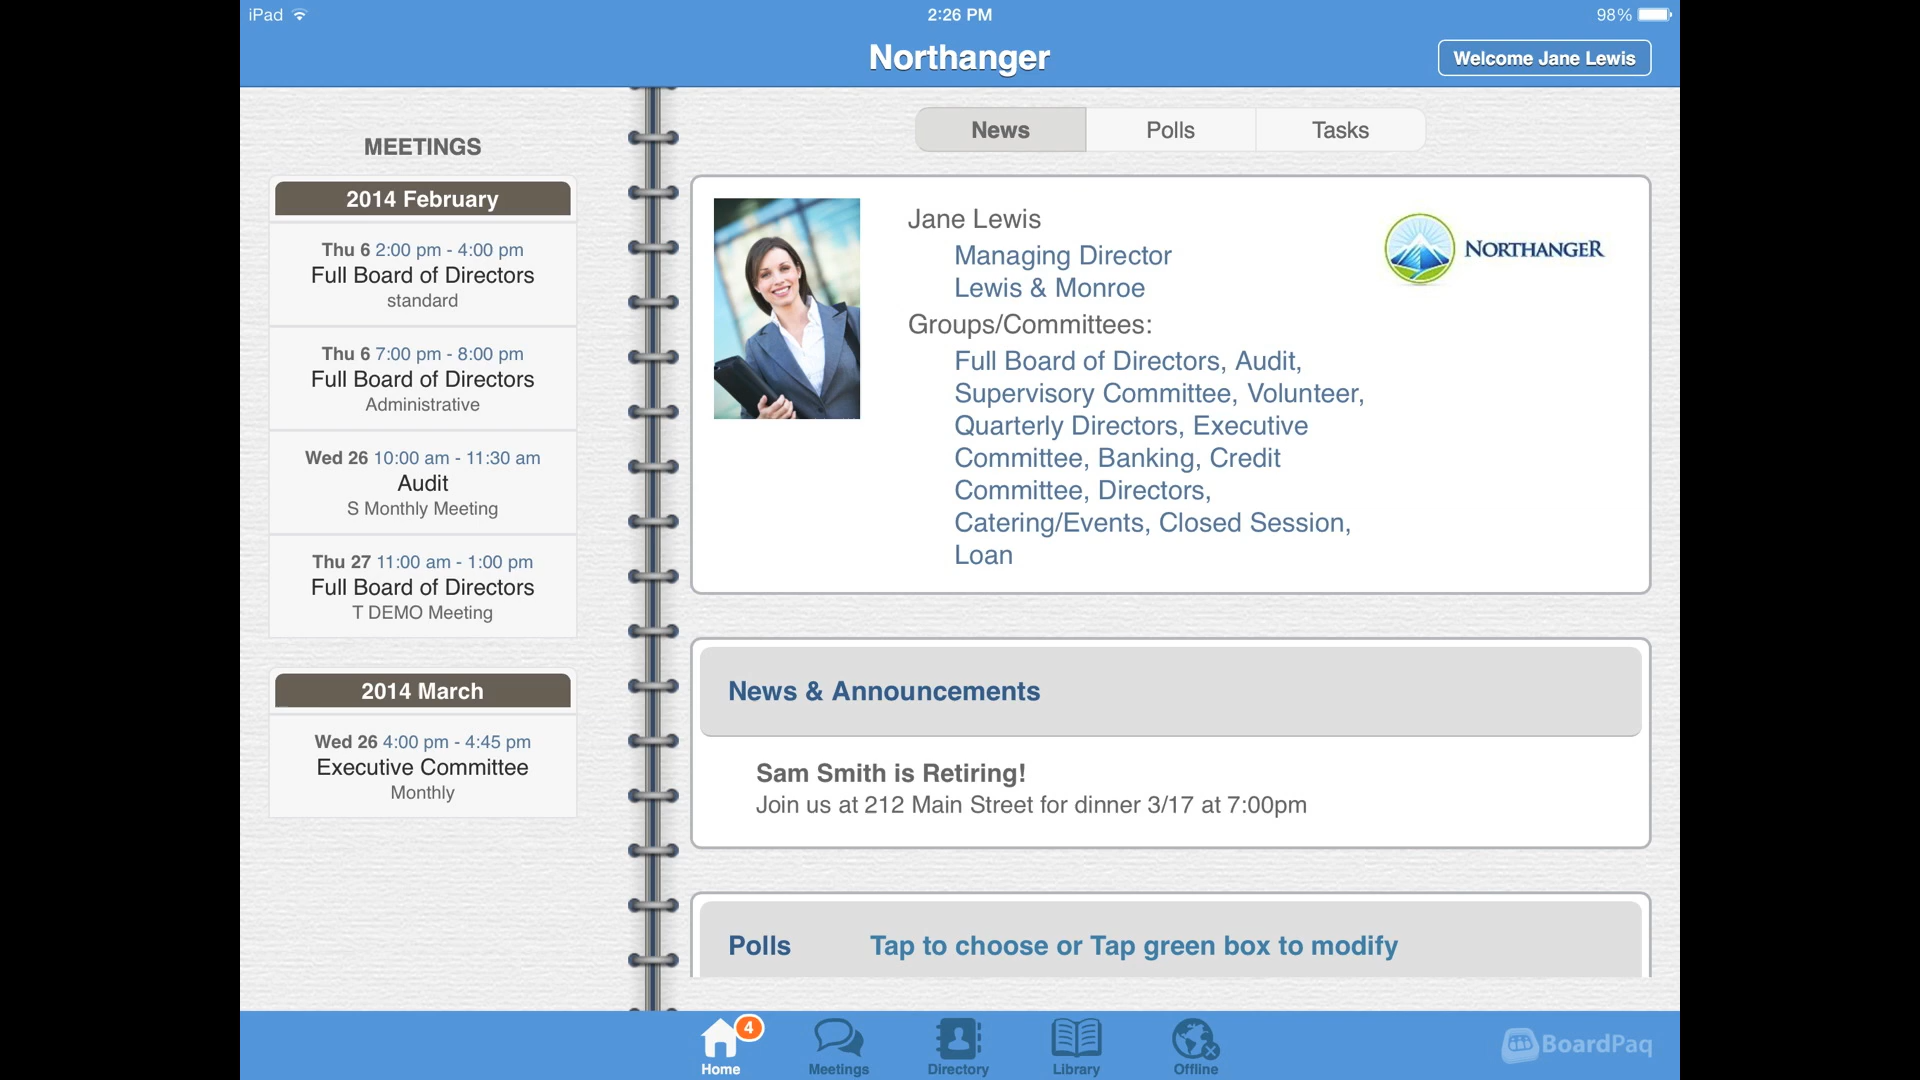 iPad
2:26 PM
98%
Northanger
Welcome Jane Lewis
MEETINGS
2014 February
Thu 6 2:00 pm - 4:00 pm
Full Board of Directors
standard
Thu 6 7:00 pm - 8:00 pm
Full Board of Directors
Administrative
Wed 26 10:00 am - 11:30 am
Audit
S Monthly Meeting
Thu 27 11:00 am - 1:00 pm
Full Board of Directors
T DEMO Meeting
2014 March
Wed 26 4:00 pm - 4:45 pm
Executive Committee
Monthly
News
Polls
Tasks
Jane Lewis
Managing Director
Lewis & Monroe
Groups/Committees:
Full Board of Directors, Audit,
Supervisory Committee, Volunteer,
Quarterly Directors, Executive
Committee, Banking, Credit
Committee, Directors,
Catering/Events, Closed Session,
Loan
NORTHANGER
News & Announcements
Sam Smith is Retiring!
Join us at 212 Main Street for dinner 3/17 at 7:00pm
Polls
Tap to choose or Tap green box to modify
4
Home
Meetings
Directory
Library
Offline
BoardPaq